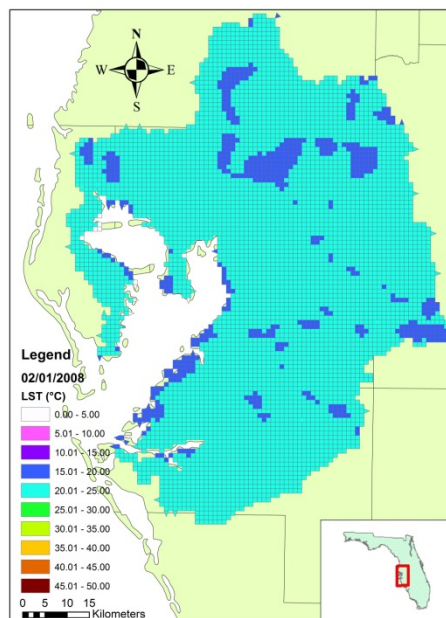 N
W E
S
Legend
02/01/2008
LST (°C)
0.00 - 5.00
5.01 - 10.00
10.01 - 15.00
15.01 - 20.00
20.01 - 25.00
25.01 - 30.00
30.01 - 35.00
35.01 - 40.00
40.01 - 45.00
45.01 - 50.00
0 5 10 15
Kilometers